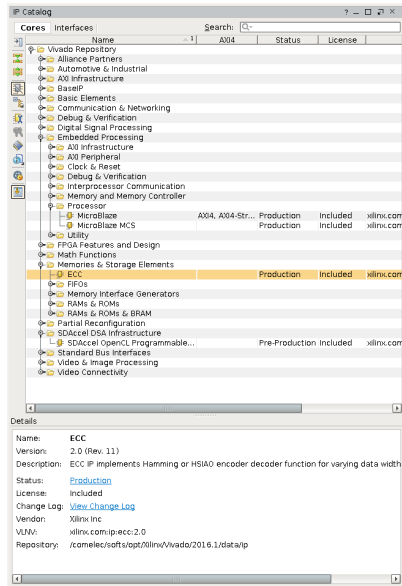 IP Catalog
Cores Interfaces Search:
Name 1 AXI4 Status License
Vivado Repository
Alliance Partners
Automotive & Industrial
AXI Infrastructure
BaseIP
Basic Elements
Communication & Networking
Debug & Verification
Digital Signal Processing
Embedded Processing
AXI Infrastructure
AXI Peripheral
Clock & Reset
Debug & Verification
Interprocessor Communication
Memory and Memory Controller
Processor
MicroBlaze AXI4, AXI4-Str... Production Included xilinx.com
MicroBlaze MCS Production Included xilinx.com
Utility
FPGA Features and Design
Math Functions
Memories & Storage Elements
ECC Production Included xilinx.com
FIFOs
Memory Interface Generators
RAMs & ROMs
RAMs & ROMs & BRAM
Partial Reconfiguration
SDAccel DSA Infrastructure
SDAccel OpenCL Programmable... Pre-Production Included xilinx.com
Standard Bus Interfaces
Video & Image Processing
Video Connectivity
Details
Name: ECC
Version: 2.0 (Rev. 11)
Description: ECC IP implements Hamming or HSIAO encoder decoder function for varying data width
Status: Production
License: Included
Change Log: View Change Log
Vendor: Xilinx Inc
VLNV: xilinx.com:ip:ecc:2.0
Repository: /comelec/softs/opt/Xilinx/Vivado/2016.1/data/ip